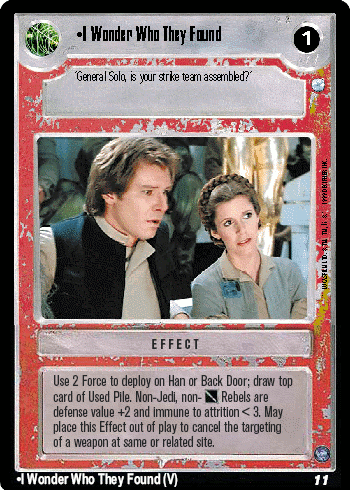 •I Wonder Who They Found
1
'General Solo, is your strike team assembled?'
EFFECT
Use 2 Force to deploy on Han or Back Door; draw top
card of Used Pile. Non-Jedi, non- Rebels are
defense value +2 and immune to attrition < 3. May
place this Effect out of play to cancel the targeting
of a weapon at same or related site.
•I Wonder Who They Found (V)
11